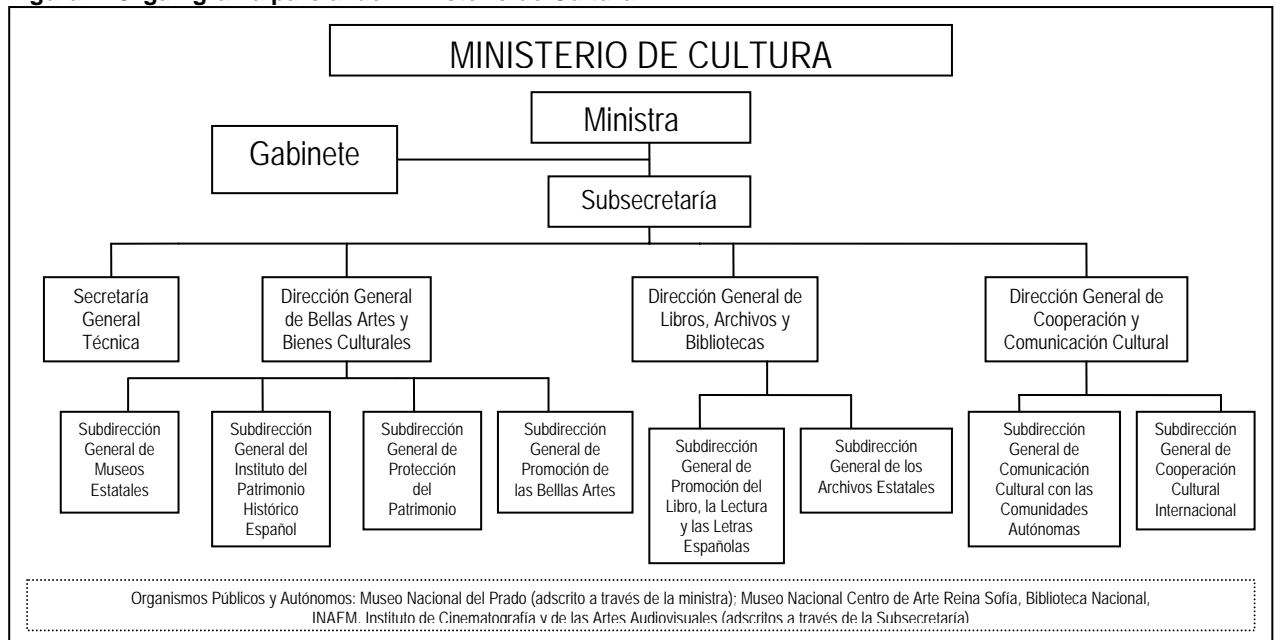 MINISTERIO DE CULTURA
Ministra
Gabinete
Subsecretaría
Secretaría
General
Técnica
Dirección General
de Bellas Artes y
Bienes Culturales
Dirección General de
Libros, Archivos y
Bibliotecas
Dirección General de
Cooperación y
Comunicación Cultural
Subdirección
General de
Museos
Estatales
Subdirección
General del
Instituto del
Patrimonio
Histórico
Español
Subdirección
General de
Protección
del
Patrimonio
Subdirección
General de
Promoción de
las Belllas Artes
Subdirección
General de
Promoción del
Libro, la Lectura
y las Letras
Españolas
Subdirección
General de los
Archivos Estatales
Subdirección
General de
Comunicación
Cultural con las
Comunidades
Autónomas
Subdirección
General de
Cooperación
Cultural
Internacional
Organismos Públicos y Autónomos: Museo Nacional del Prado (adscrito a través de la ministra); Museo Nacional Centro de Arte Reina Sofía, Biblioteca Nacional,
INAEM, Instituto de Cinematografía y de las Artes Audiovisuales (adscritos a través de la Subsecretaría)